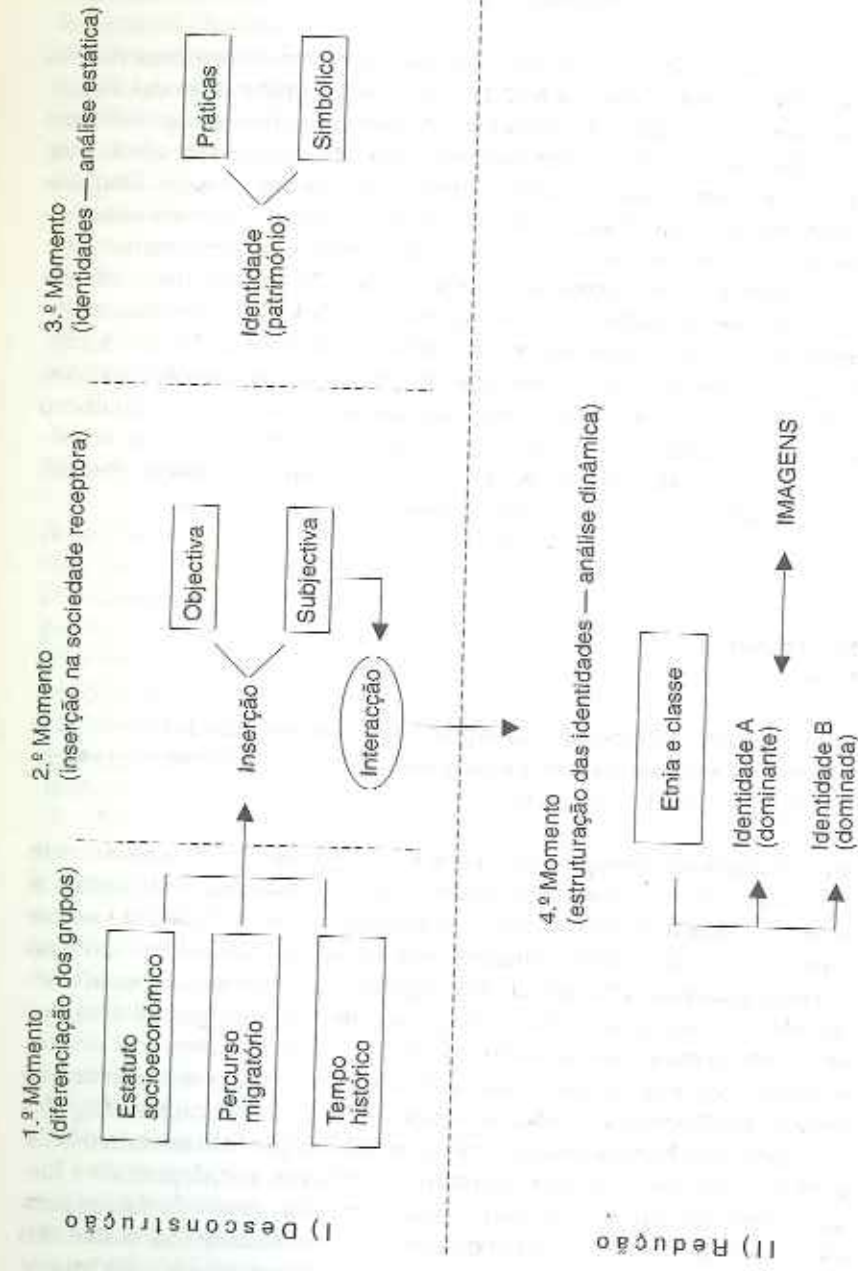 I) Desconstrução
1.º Momento
(diferenciação dos grupos)
Estatuto
socioeconómico
Percurso
migratório
Tempo
histórico
2.º Momento
(inserção na sociedade receptora)
Inserção
Objectiva
Subjectiva
Interacção
3.º Momento
(identidades — análise estática)
Identidade
(património)
Práticas
Simbólico
II) Redução
4.º Momento
(estruturação das identidades — análise dinâmica)
Etnia e classe
Identidade A
(dominante)
Identidade B
(dominada)
IMAGENS